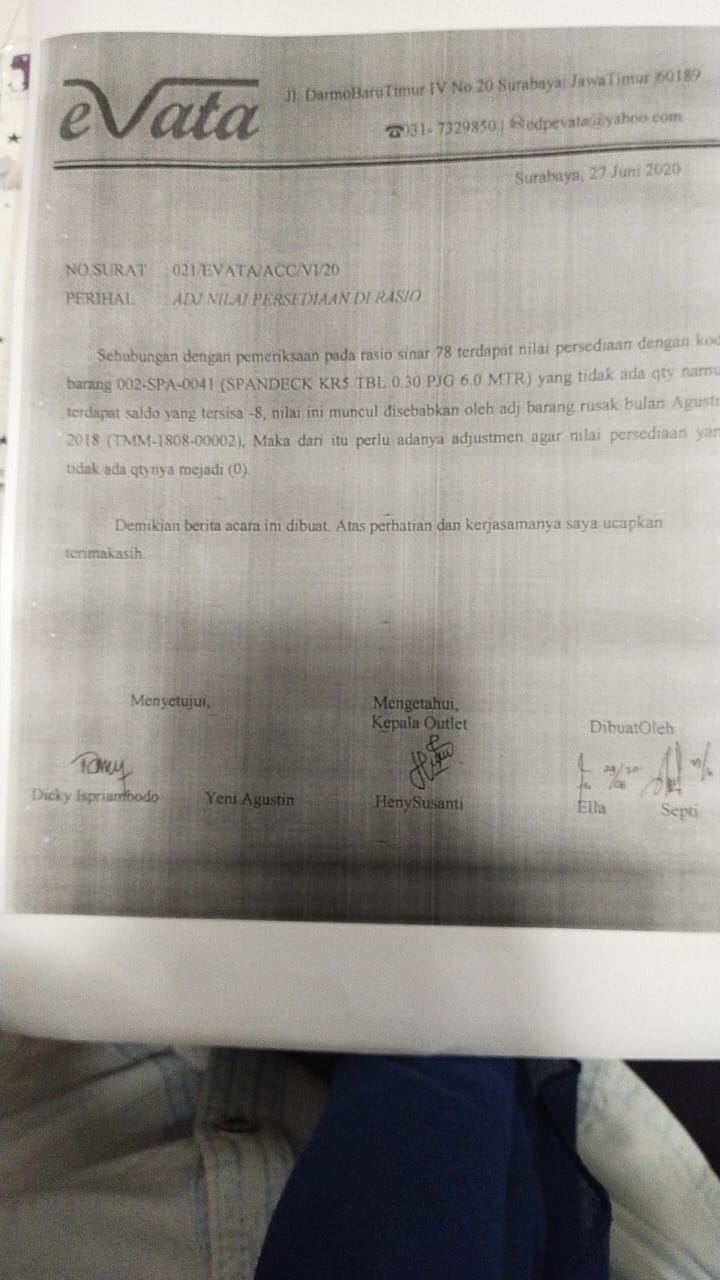 eVata
Jl. DarmoBaruTimur IV No.20 Surabaya| JawaTimur |60189
☎031- 7329850 | ✉edpevata@yahoo.com
Surabaya, 27 Juni 2020
NO.SURAT : 021/EVATA/ACC/VI/20
PERIHAL : ADJ NILAI PERSEDIAAN DI RASIO
Sehubungan dengan pemeriksaan pada rasio sinar 78 terdapat nilai persediaan dengan kod
barang 002-SPA-0041 (SPANDECK KR5 TBL 0.30 PJG 6.0 MTR) yang tidak ada qty namu
terdapat saldo yang tersisa -8, nilai ini muncul disebabkan oleh adj barang rusak bulan Agustu
2018 (TMM-1808-00002), Maka dari itu perlu adanya adjustmen agar nilai persediaan yan
tidak ada qtynya mejadi (0).
Demikian berita acara ini dibuat. Atas perhatian dan kerjasamanya saya ucapkan
terimakasih.
Menyetujui,
Mengetahui,
Kepala Outlet
DibuatOleh
Dicky Ispriambodo Yeni Agustin HenySusanti Ella Septi